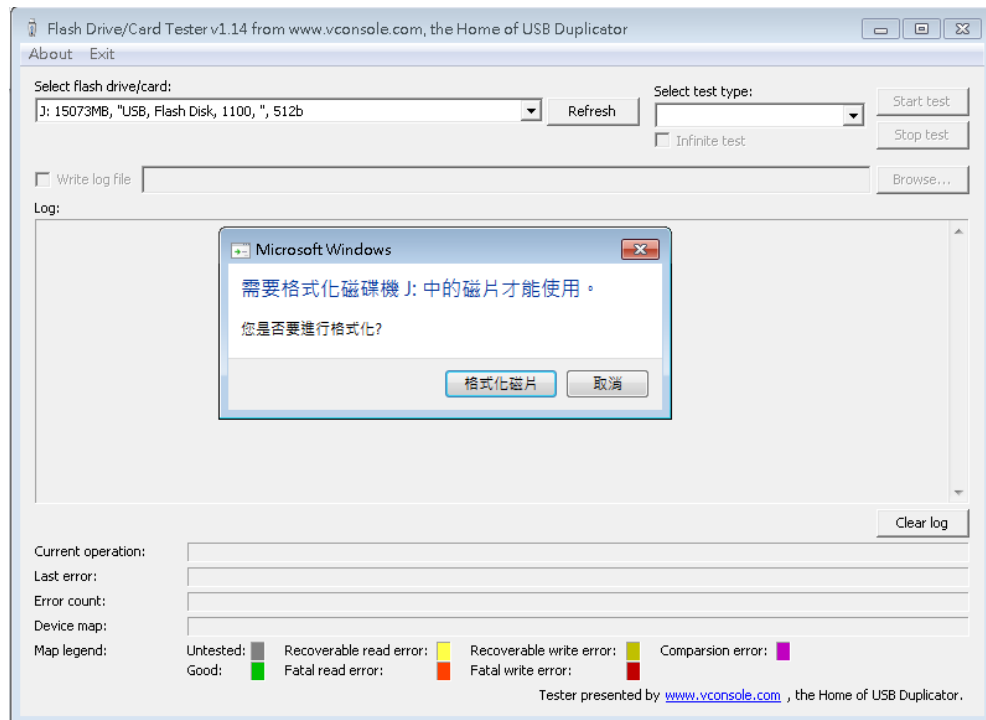 Flash Drive/Card Tester v1.14 from www.vconsole.com, the Home of USB Duplicator
About Exit
Select flash drive/card:
J: 15073MB, "USB, Flash Disk, 1100, ", 512b
Refresh
Select test type:
Infinite test
Start test
Stop test
Write log file
Browse...
Log:
Microsoft Windows
需要格式化磁碟機 J: 中的磁片才能使用。
您是否要進行格式化?
格式化磁片
取消
Clear log
Current operation:
Last error:
Error count:
Device map:
Map legend:
Untested: Recoverable read error: Recoverable write error: Comparsion error:
Good: Fatal read error: Fatal write error:
Tester presented by www.vconsole.com , the Home of USB Duplicator.